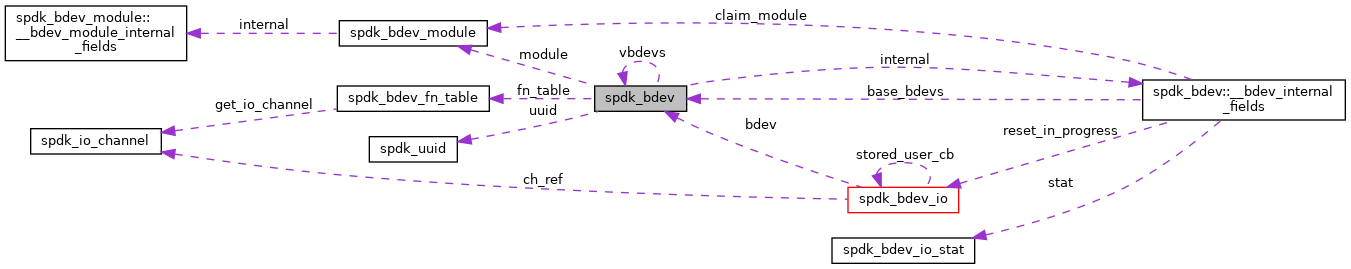 spdk_bdev_module::
__bdev_module_internal
_fields
internal
spdk_bdev_module
claim_module
module
vbdevs
internal
spdk_bdev_fn_table
fn_table
spdk_bdev
base_bdevs
spdk_bdev::__bdev_internal
_fields
get_io_channel
uuid
spdk_io_channel
spdk_uuid
bdev
reset_in_progress
stored_user_cb
ch_ref
stat
spdk_bdev_io
spdk_bdev_io_stat